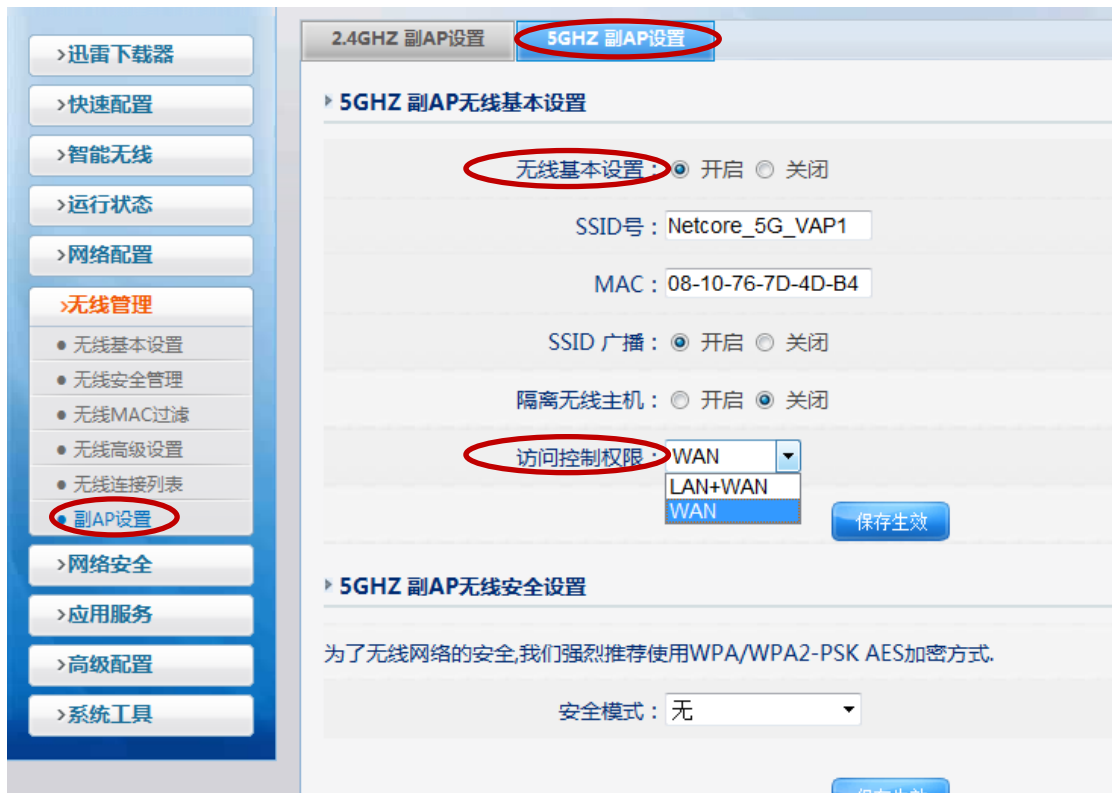 >迅雷下载器
>快速配置
>智能无线
>运行状态
>网络配置
>无线管理
● 无线基本设置
● 无线安全管理
● 无线MAC过滤
● 无线高级设置
● 无线连接列表
● 副AP设置
>网络安全
>应用服务
>高级配置
>系统工具
2.4GHZ 副AP设置 5GHZ 副AP设置
5GHZ 副AP无线基本设置
无线基本设置： 开启 关闭
SSID号： Netcore_5G_VAP1
MAC： 08-10-76-7D-4D-B4
SSID 广播： 开启 关闭
隔离无线主机： 开启 关闭
访问控制权限： WAN
LAN+WAN
WAN
保存生效
5GHZ 副AP无线安全设置
为了无线网络的安全,我们强烈推荐使用WPA/WPA2-PSK AES加密方式.
安全模式： 无
保存生效